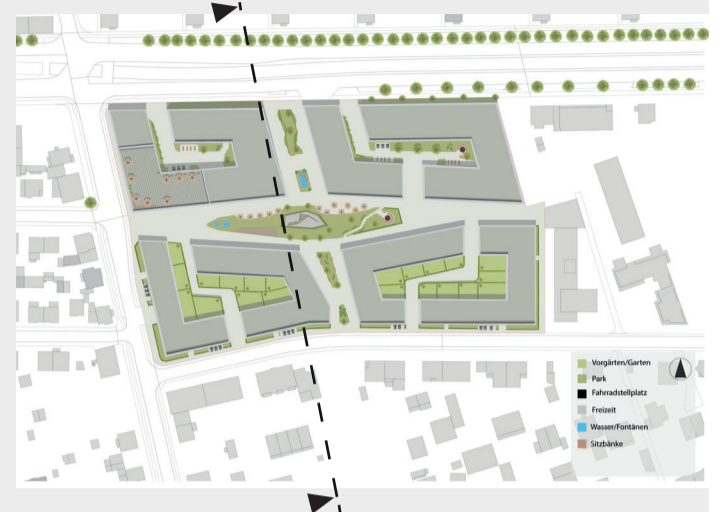 Vorgärten/Garten
Park
Fahrradstellplatz
Freizeit
Wasser/Fontänen
Sitzbänke